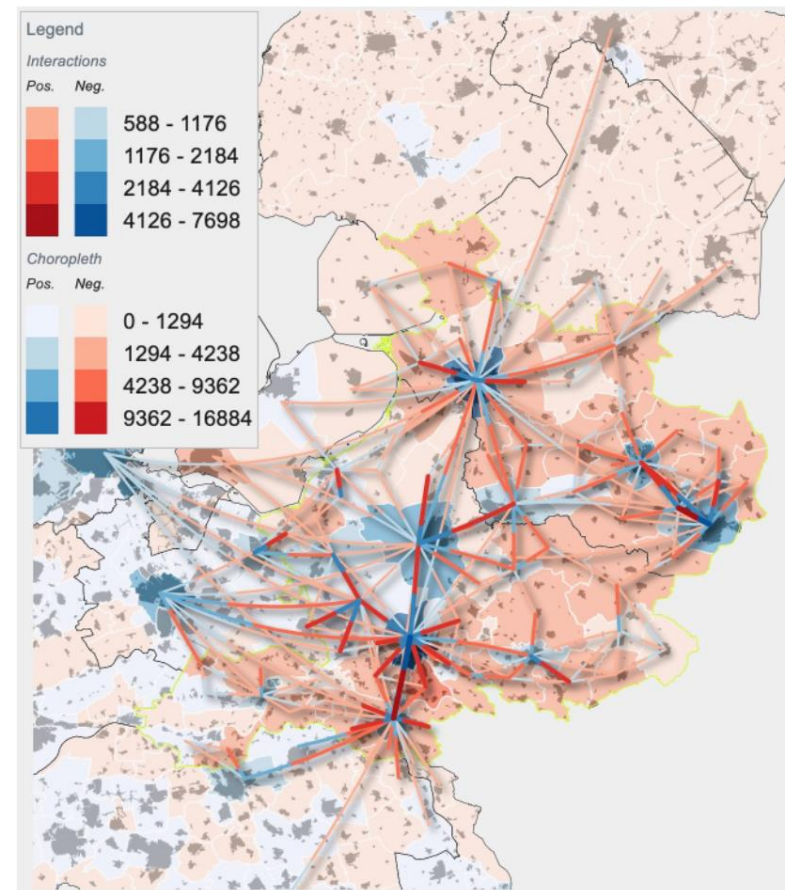 Legend
Interactions
Pos. Neg.
588 - 1176
1176 - 2184
2184 - 4126
4126 - 7698
Choropleth
Pos. Neg.
0 - 1294
1294 - 4238
4238 - 9362
9362 - 16884